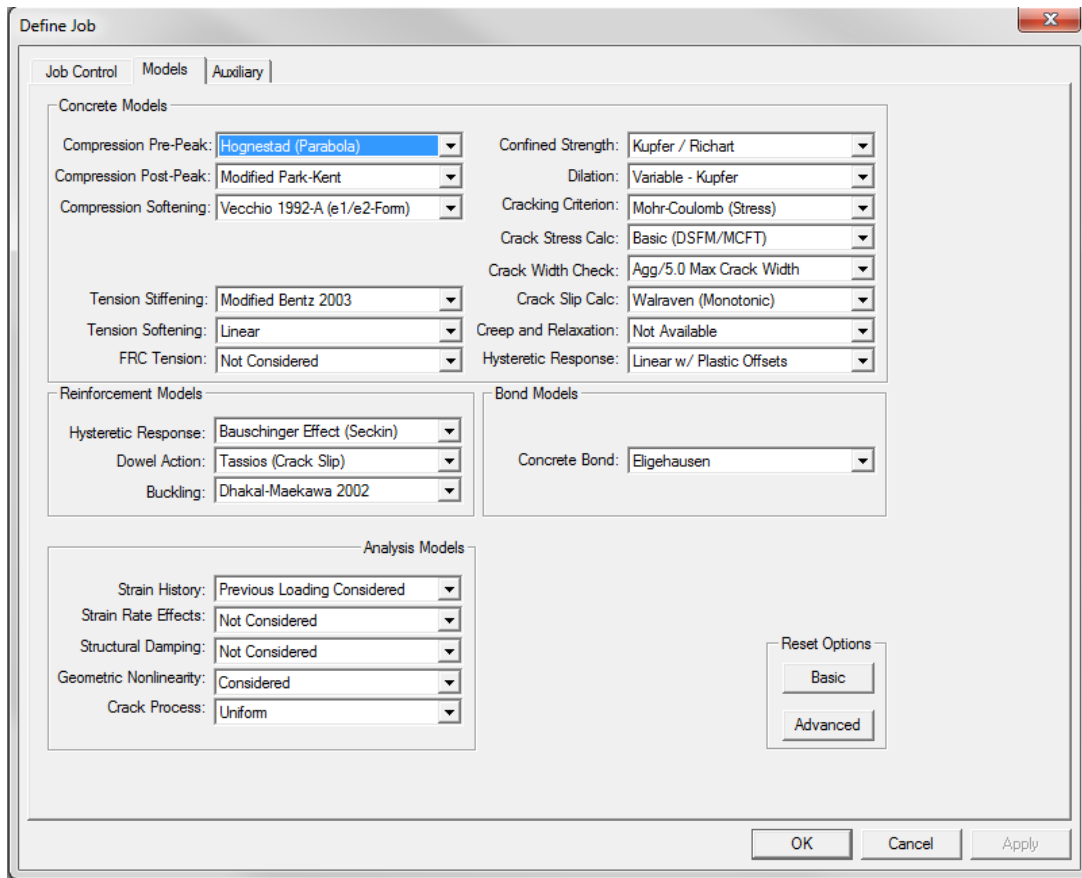 Define Job
x
Job Control Models Auxiliary
Concrete Models
Compression Pre-Peak: Hognestad (Parabola)
Compression Post-Peak: Modified Park-Kent
Compression Softening: Vecchio 1992-A (e1/e2-Form)
Tension Stiffening: Modified Bentz 2003
Tension Softening: Linear
FRC Tension: Not Considered
Confined Strength: Kupfer / Richart
Dilation: Variable - Kupfer
Cracking Criterion: Mohr-Coulomb (Stress)
Crack Stress Calc: Basic (DSFM/MCFT)
Crack Width Check: Agg/5.0 Max Crack Width
Crack Slip Calc: Walraven (Monotonic)
Creep and Relaxation: Not Available
Hysteretic Response: Linear w/ Plastic Offsets
Reinforcement Models
Hysteretic Response: Bauschinger Effect (Seckin)
Dowel Action: Tassios (Crack Slip)
Buckling: Dhakal-Maekawa 2002
Bond Models
Concrete Bond: Eligehausen
Analysis Models
Strain History: Previous Loading Considered
Strain Rate Effects: Not Considered
Structural Damping: Not Considered
Geometric Nonlinearity: Considered
Crack Process: Uniform
Reset Options
Basic
Advanced
OK Cancel Apply